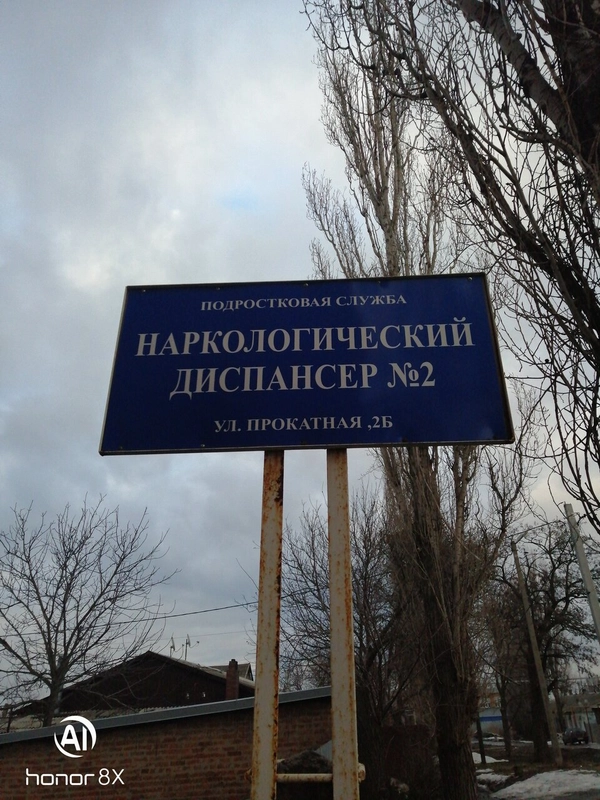 ПОДРОСТКОВАЯ СЛУЖБА
НАРКОЛОГИЧЕСКИЙ
ДИСПАНСЕР №2
УЛ. ПРОКАТНАЯ ,2Б
AI
honor 8X